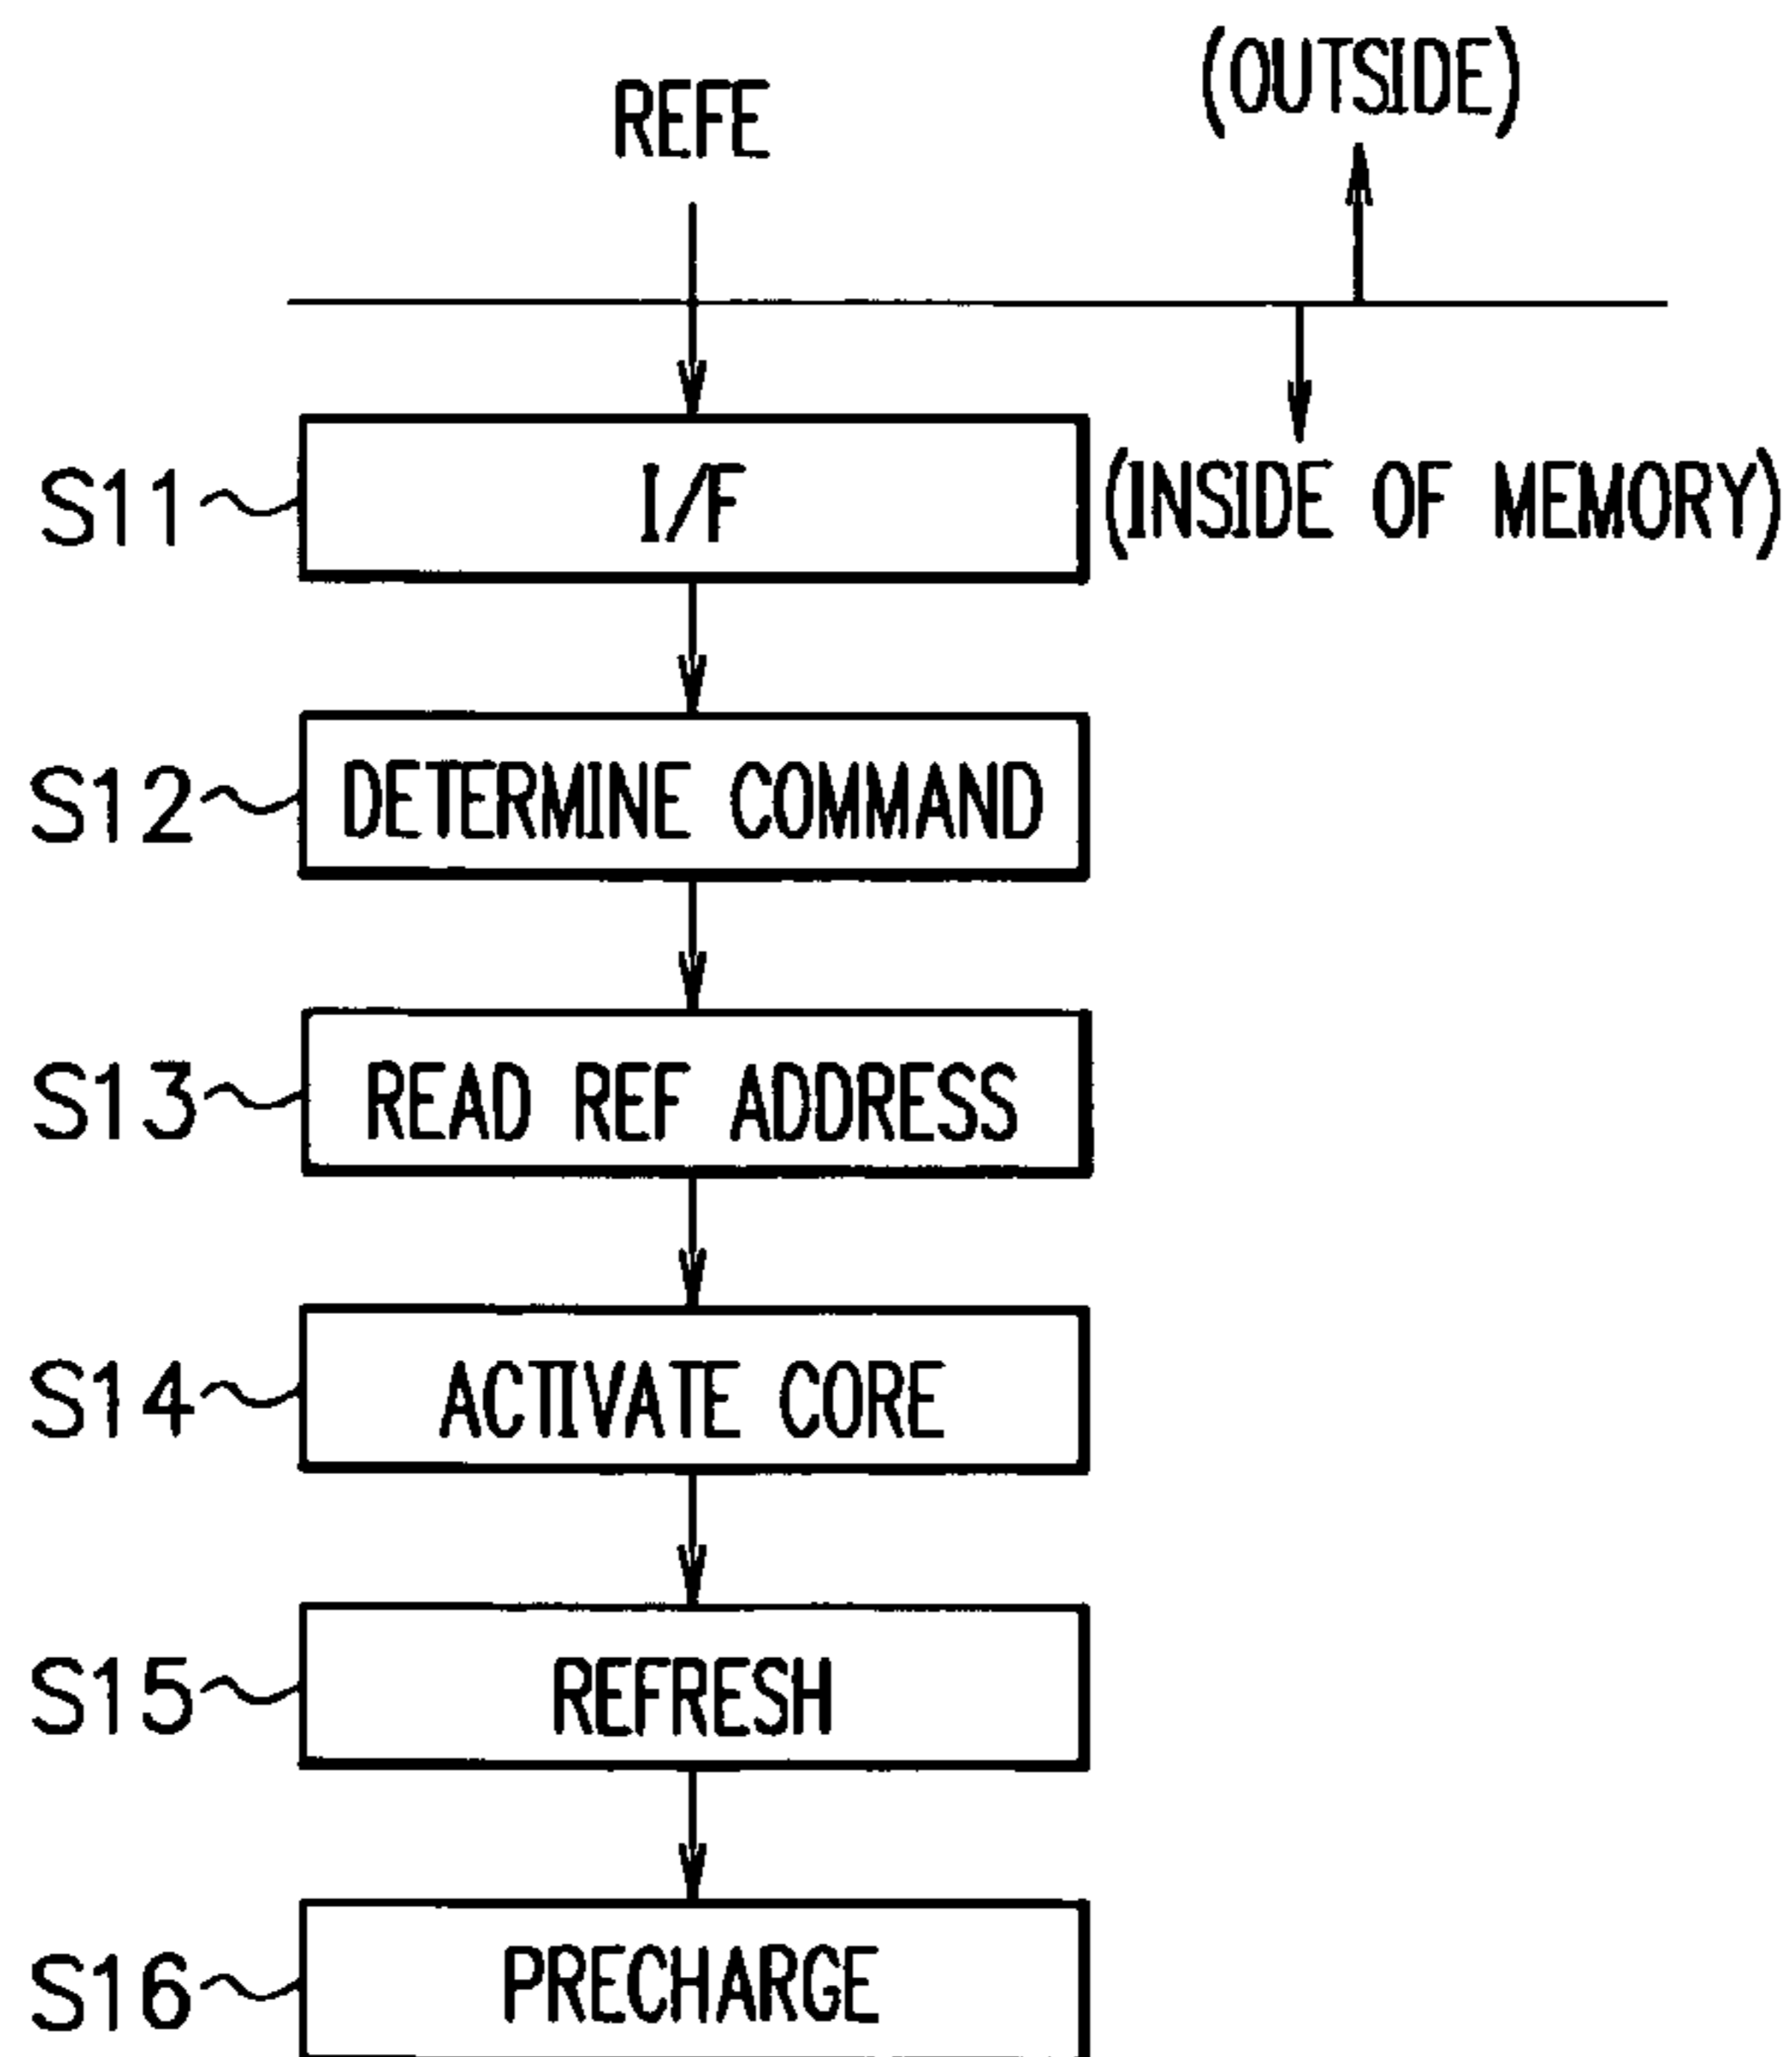 (OUTSIDE)
REFE
S11 I/F (INSIDE OF MEMORY)
S12 DETERMINE COMMAND
S13 READ REF ADDRESS
S14 ACTIVATE CORE
S15 REFRESH
S16 PRECHARGE